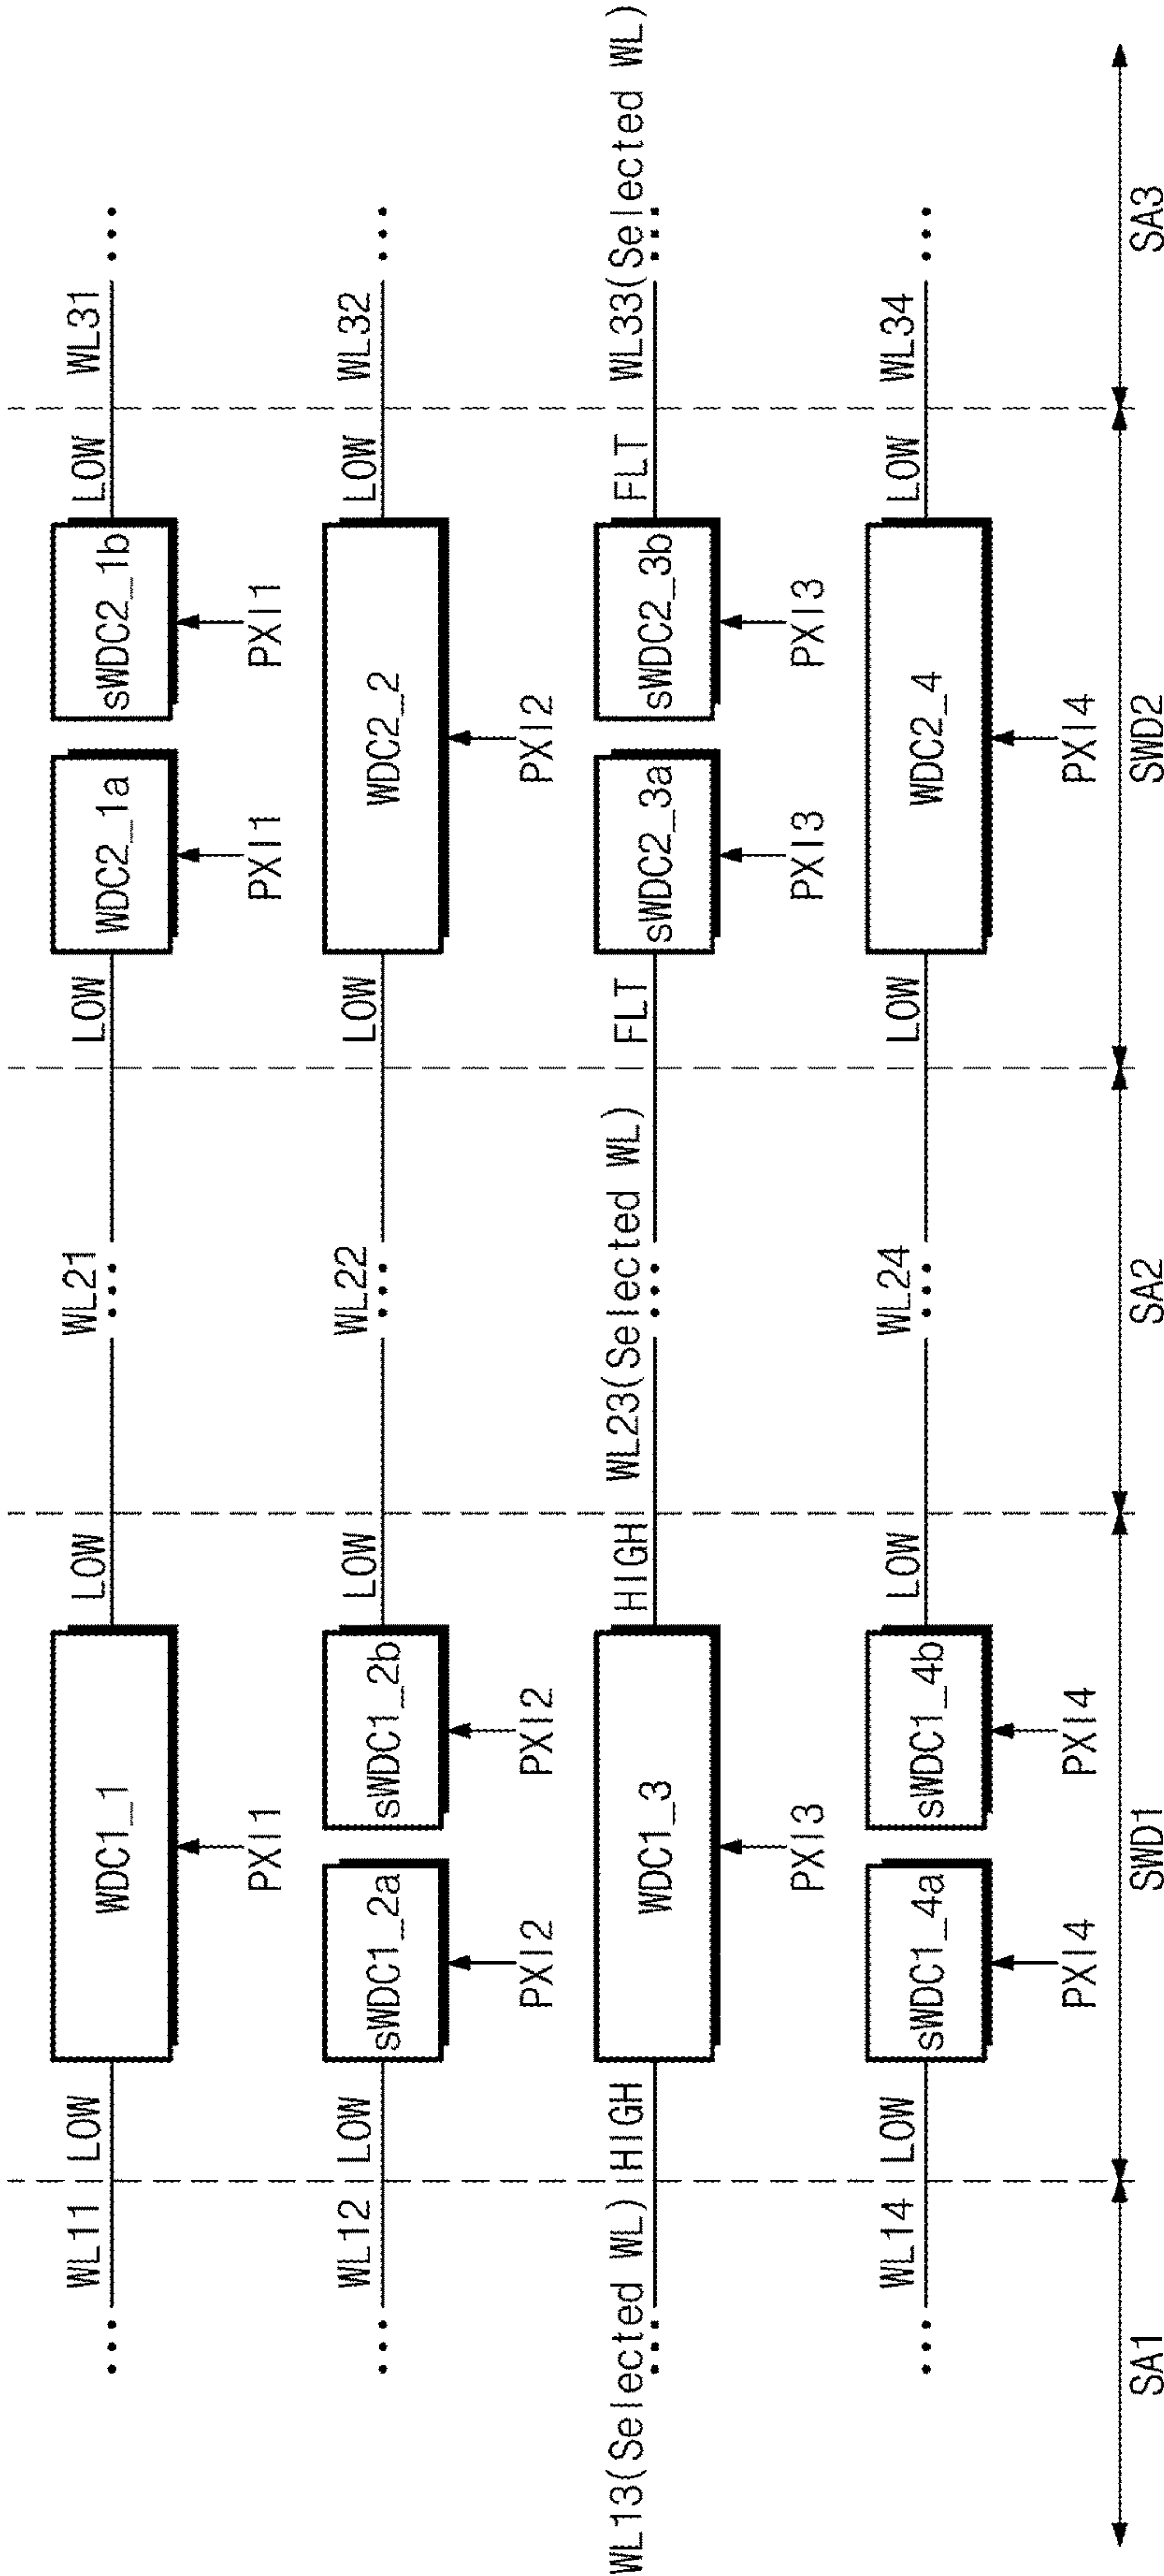 WL11 LOW WDC1_1 LOW WL21 LOW WDC2_1a sWDC2_1b LOW WL31
PXI1 PXI1 PXI1
WL12 LOW sWDC1_2a sWDC1_2b LOW WL22 LOW WDC2_2 LOW WL32
PXI2 PXI2 PXI2
WL13(Selected WL) HIGH WDC1_3 HIGH WL23(Selected WL) FLT sWDC2_3a sWDC2_3b FLT WL33(Selected WL)
PXI3 PXI3 PXI3
WL14 LOW sWDC1_4a sWDC1_4b LOW WL24 LOW WDC2_4 LOW WL34
PXI4 PXI4 PXI4
SA1 SWD1 SA2 SWD2 SA3